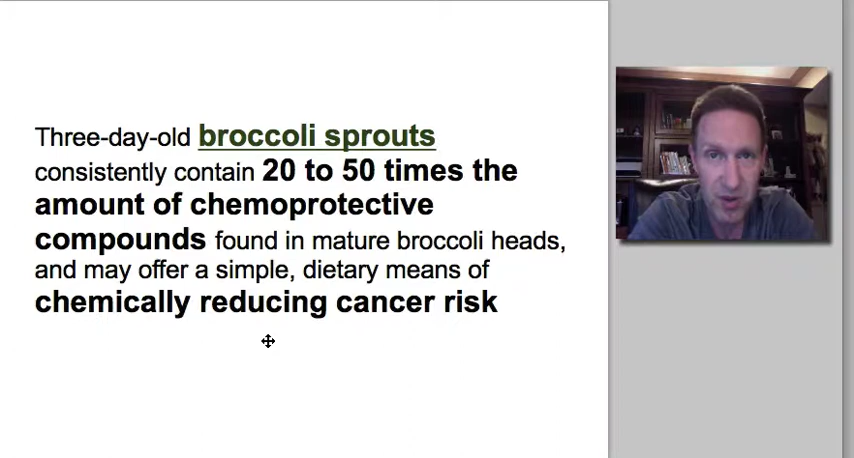 Three-day-old broccoli sprouts
consistently contain 20 to 50 times the
amount of chemoprotective
compounds found in mature broccoli heads,
and may offer a simple, dietary means of
chemically reducing cancer risk